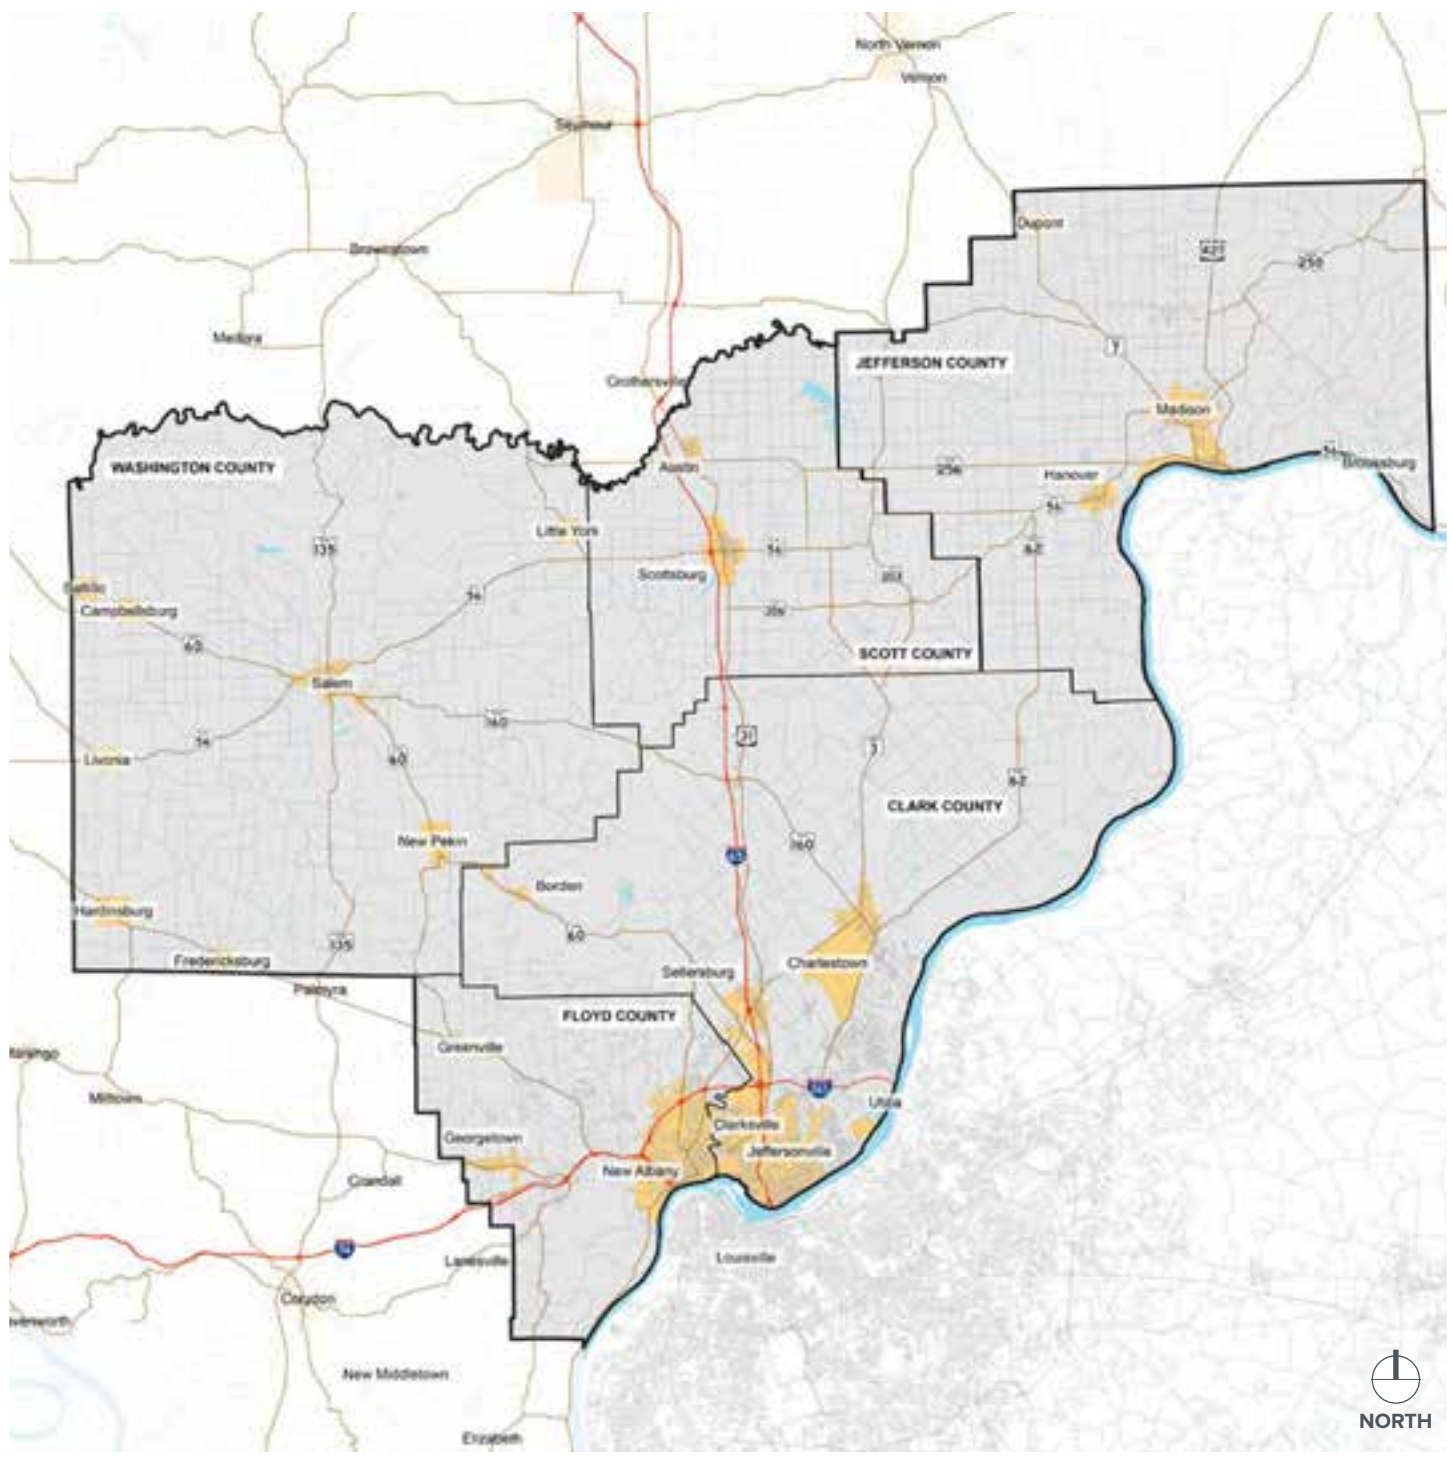 North Vernon
Vernon
Seymour
Dupont
Brownstown
421
250
Medora
7
JEFFERSON COUNTY
Crothersville
Madison
WASHINGTON COUNTY
Austin
256
Hanover
Brooksburg
56
Little York
135
56
62
Scottsburg
203
Saltillo
Campbellsburg
56
356
60
SCOTT COUNTY
Salem
160
56
31
3
Livonia
60
62
CLARK COUNTY
New Pekin
160
65
Borden
Hardinsburg
60
135
Fredericksburg
Sellersburg
Charlestown
Palmyra
FLOYD COUNTY
Greenville
Milltown
Utica
Clarksville
Georgetown
Jeffersonville
New Albany
Crandall
64
Lanesville
Louisville
Corydon
New Middletown
Elizabeth
NORTH